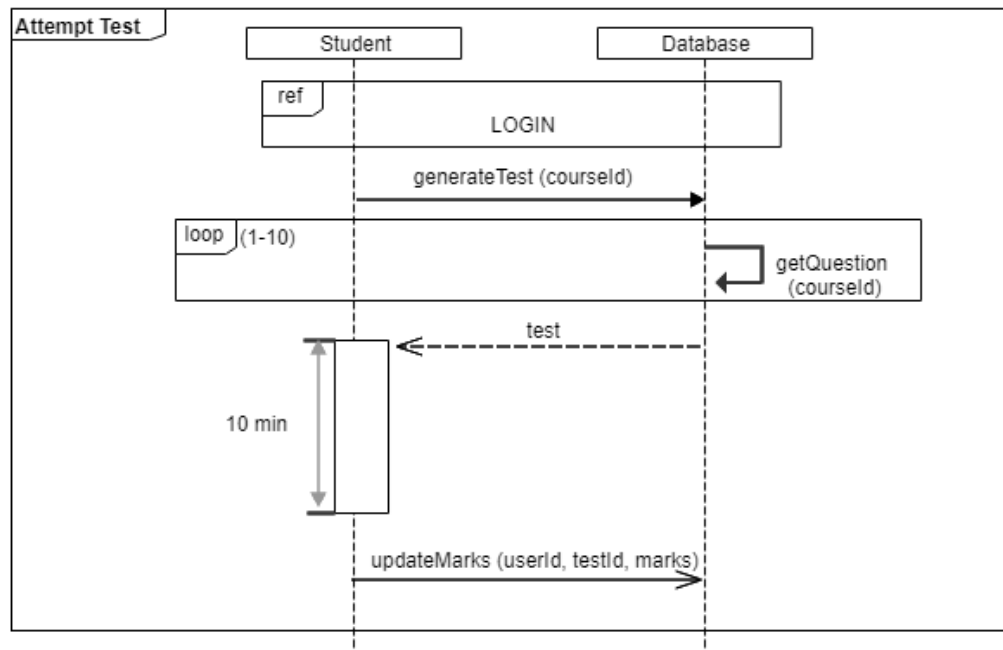 Attempt Test
Student
Database
ref
LOGIN
generateTest (courseId)
loop
(1-10)
getQuestion
(courseId)
test
10 min
updateMarks (userId, testId, marks)